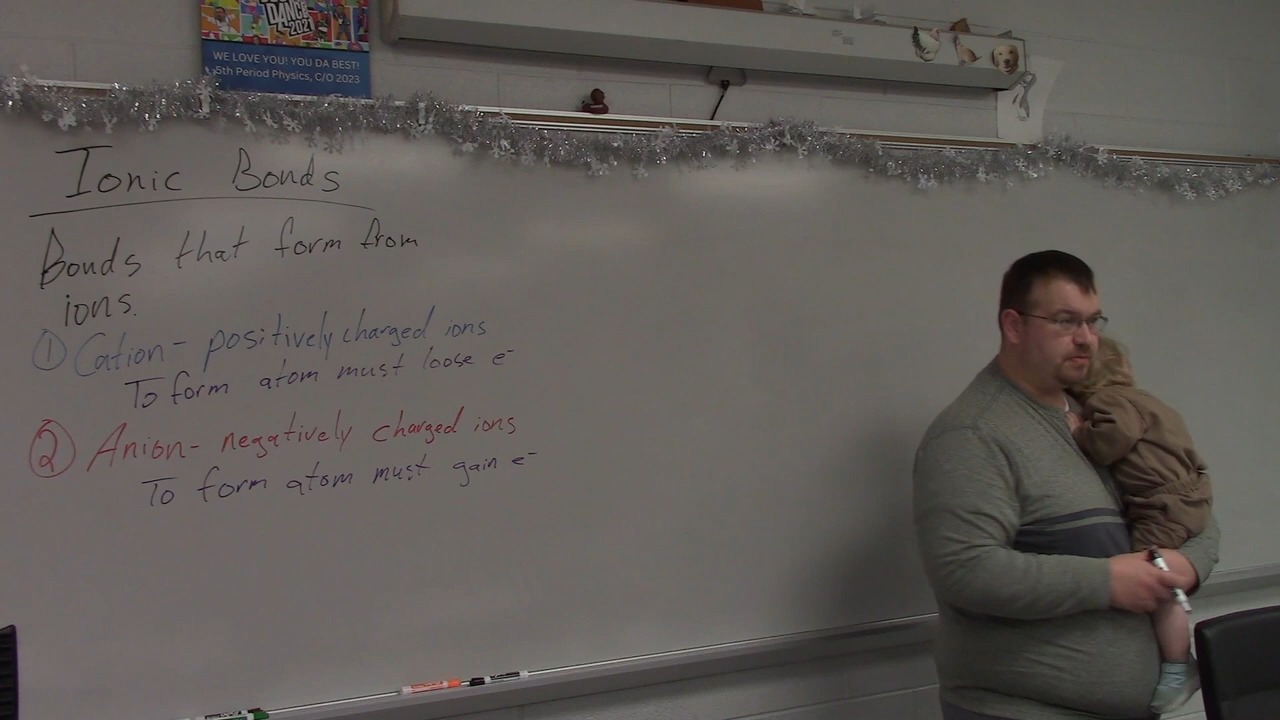 DANCE
2021
WE LOVE YOU! YOU DA BEST!
5th Period Physics, C/O 2023
Ionic Bonds
Bonds that form from
ions.
① Cation- positively charged ions
To form atom must loose e⁻
② Anion- negatively charged ions
To form atom must gain e⁻